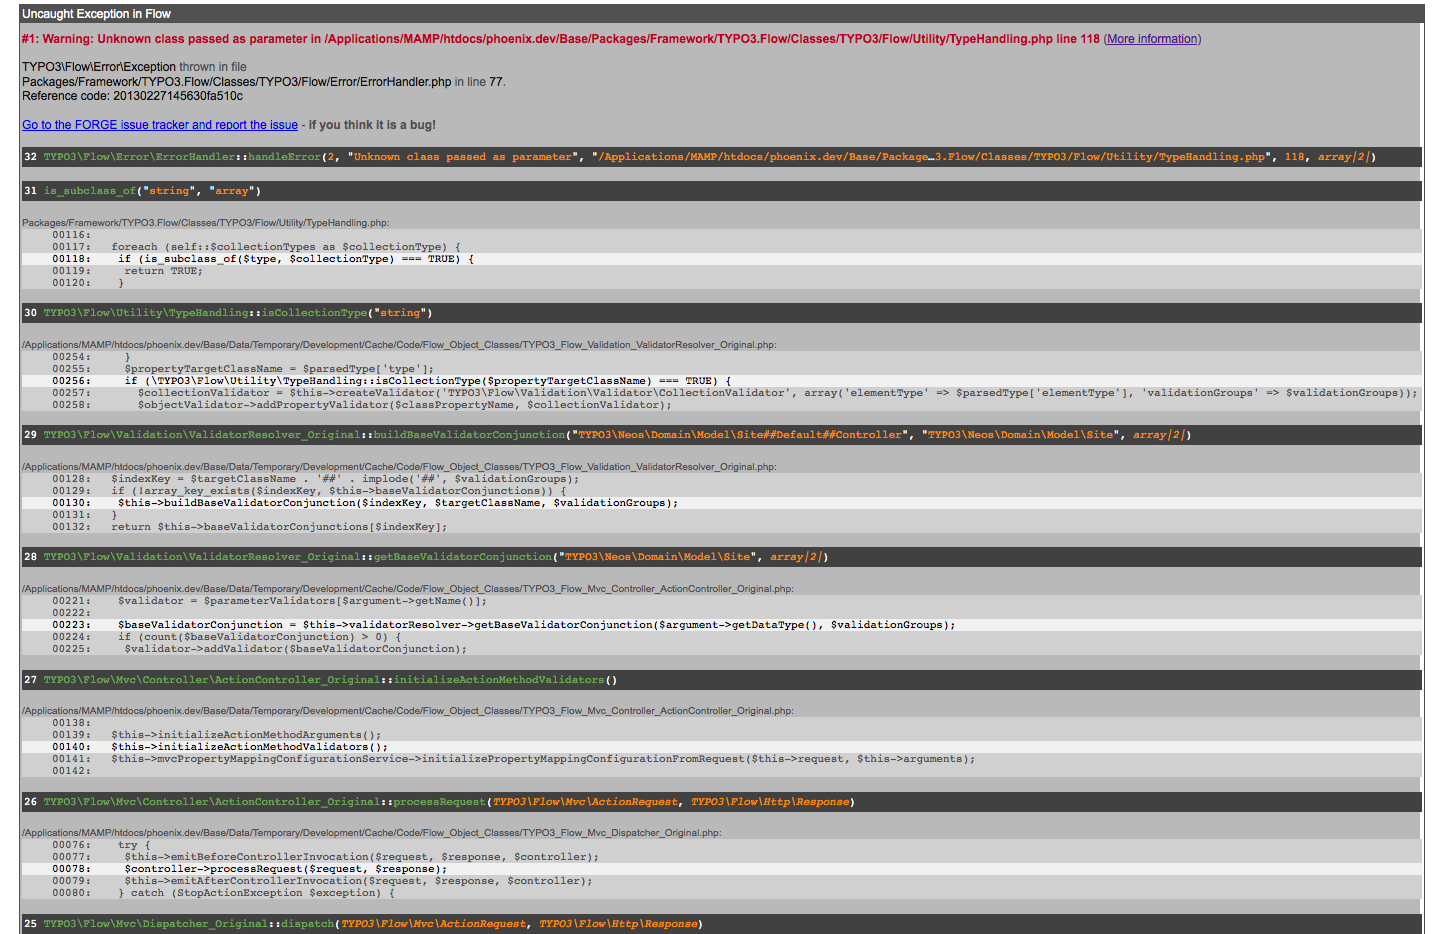 Uncaught Exception in Flow
#1: Warning: Unknown class passed as parameter in /Applications/MAMP/htdocs/phoenix.dev/Base/Packages/Framework/TYPO3.Flow/Classes/TYPO3/Flow/Utility/TypeHandling.php line 118 (More information)
TYPO3\Flow\Error\Exception thrown in file
Packages/Framework/TYPO3.Flow/Classes/TYPO3/Flow/Error/ErrorHandler.php in line 77.
Reference code: 20130227145630fa510c
Go to the FORGE issue tracker and report the issue - if you think it is a bug!
32 TYPO3\Flow\Error\ErrorHandler::handleError(2, "Unknown class passed as parameter", "/Applications/MAMP/htdocs/phoenix.dev/Base/Package…3.Flow/Classes/TYPO3/Flow/Utility/TypeHandling.php", 118, array|2|)
31 is_subclass_of("string", "array")
Packages/Framework/TYPO3.Flow/Classes/TYPO3/Flow/Utility/TypeHandling.php:
00116:
00117: foreach (self::$collectionTypes as $collectionType) {
00118: if (is_subclass_of($type, $collectionType) === TRUE) {
00119: return TRUE;
00120: }
30 TYPO3\Flow\Utility\TypeHandling::isCollectionType("string")
/Applications/MAMP/htdocs/phoenix.dev/Base/Data/Temporary/Development/Cache/Code/Flow_Object_Classes/TYPO3_Flow_Validation_ValidatorResolver_Original.php:
00254: }
00255: $propertyTargetClassName = $parsedType['type'];
00256: if (\TYPO3\Flow\Utility\TypeHandling::isCollectionType($propertyTargetClassName) === TRUE) {
00257: $collectionValidator = $this->createValidator('TYPO3\Flow\Validation\Validator\CollectionValidator', array('elementType' => $parsedType['elementType'], 'validationGroups' => $validationGroups));
00258: $objectValidator->addPropertyValidator($classPropertyName, $collectionValidator);
29 TYPO3\Flow\Validation\ValidatorResolver_Original::buildBaseValidatorConjunction("TYPO3\Neos\Domain\Model\Site##Default##Controller", "TYPO3\Neos\Domain\Model\Site", array|2|)
/Applications/MAMP/htdocs/phoenix.dev/Base/Data/Temporary/Development/Cache/Code/Flow_Object_Classes/TYPO3_Flow_Validation_ValidatorResolver_Original.php:
00128: $indexKey = $targetClassName . '##' . implode('##', $validationGroups);
00129: if (!array_key_exists($indexKey, $this->baseValidatorConjunctions)) {
00130: $this->buildBaseValidatorConjunction($indexKey, $targetClassName, $validationGroups);
00131: }
00132: return $this->baseValidatorConjunctions[$indexKey];
28 TYPO3\Flow\Validation\ValidatorResolver_Original::getBaseValidatorConjunction("TYPO3\Neos\Domain\Model\Site", array|2|)
/Applications/MAMP/htdocs/phoenix.dev/Base/Data/Temporary/Development/Cache/Code/Flow_Object_Classes/TYPO3_Flow_Mvc_Controller_ActionController_Original.php:
00221: $validator = $parameterValidators[$argument->getName()];
00222:
00223: $baseValidatorConjunction = $this->validatorResolver->getBaseValidatorConjunction($argument->getDataType(), $validationGroups);
00224: if (count($baseValidatorConjunction) > 0) {
00225: $validator->addValidator($baseValidatorConjunction);
27 TYPO3\Flow\Mvc\Controller\ActionController_Original::initializeActionMethodValidators()
/Applications/MAMP/htdocs/phoenix.dev/Base/Data/Temporary/Development/Cache/Code/Flow_Object_Classes/TYPO3_Flow_Mvc_Controller_ActionController_Original.php:
00138:
00139: $this->initializeActionMethodArguments();
00140: $this->initializeActionMethodValidators();
00141: $this->mvcPropertyMappingConfigurationService->initializePropertyMappingConfigurationFromRequest($this->request, $this->arguments);
00142:
26 TYPO3\Flow\Mvc\Controller\ActionController_Original::processRequest(TYPO3\Flow\Mvc\ActionRequest, TYPO3\Flow\Http\Response)
/Applications/MAMP/htdocs/phoenix.dev/Base/Data/Temporary/Development/Cache/Code/Flow_Object_Classes/TYPO3_Flow_Mvc_Dispatcher_Original.php:
00076: try {
00077: $this->emitBeforeControllerInvocation($request, $response, $controller);
00078: $controller->processRequest($request, $response);
00079: $this->emitAfterControllerInvocation($request, $response, $controller);
00080: } catch (StopActionException $exception) {
25 TYPO3\Flow\Mvc\Dispatcher_Original::dispatch(TYPO3\Flow\Mvc\ActionRequest, TYPO3\Flow\Http\Response)